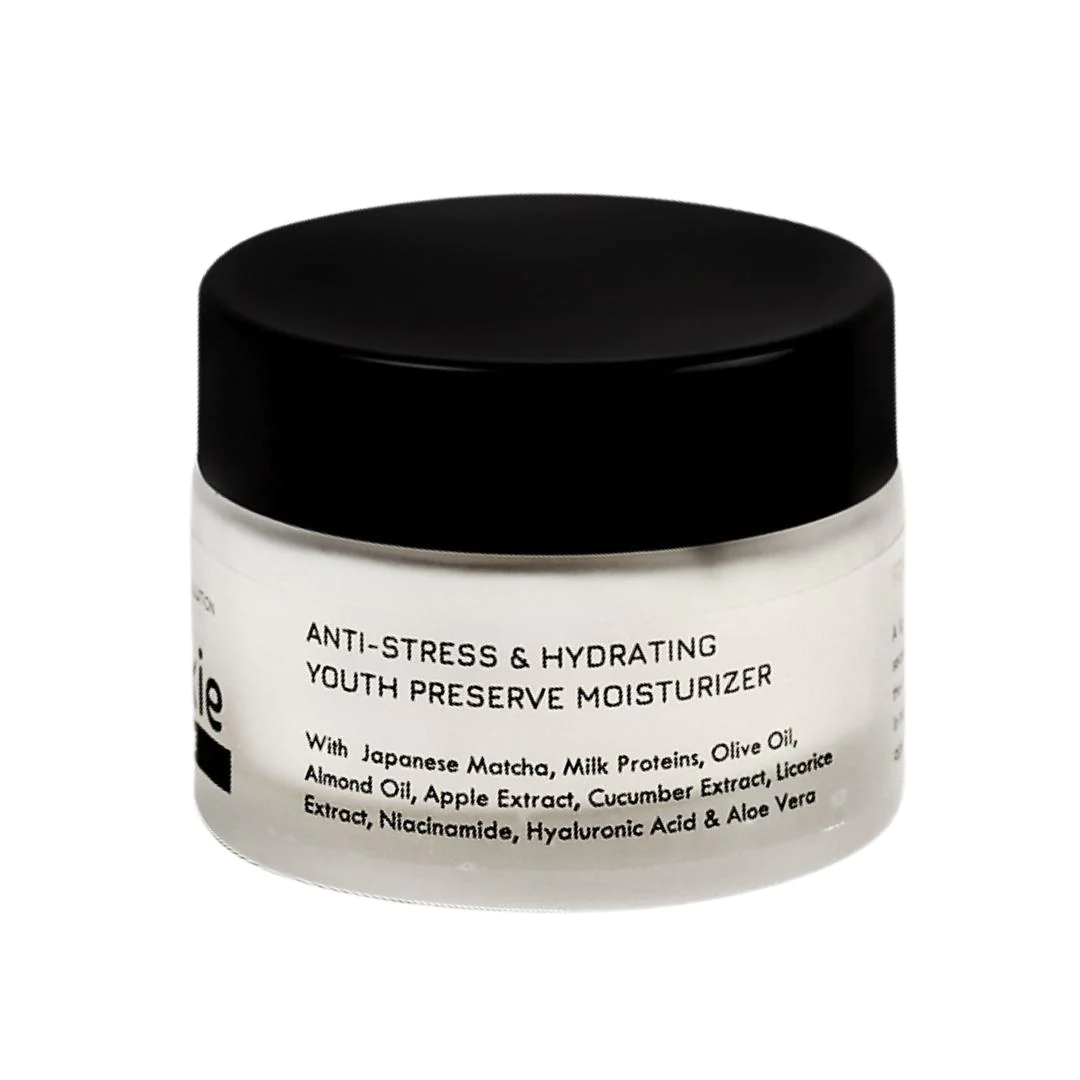 ANTI-STRESS & HYDRATING
YOUTH PRESERVE MOISTURIZER
With Japanese Matcha, Milk Proteins, Olive Oil,
Almond Oil, Apple Extract, Cucumber Extract, Licorice
Extract, Niacinamide, Hyaluronic Acid & Aloe Vera